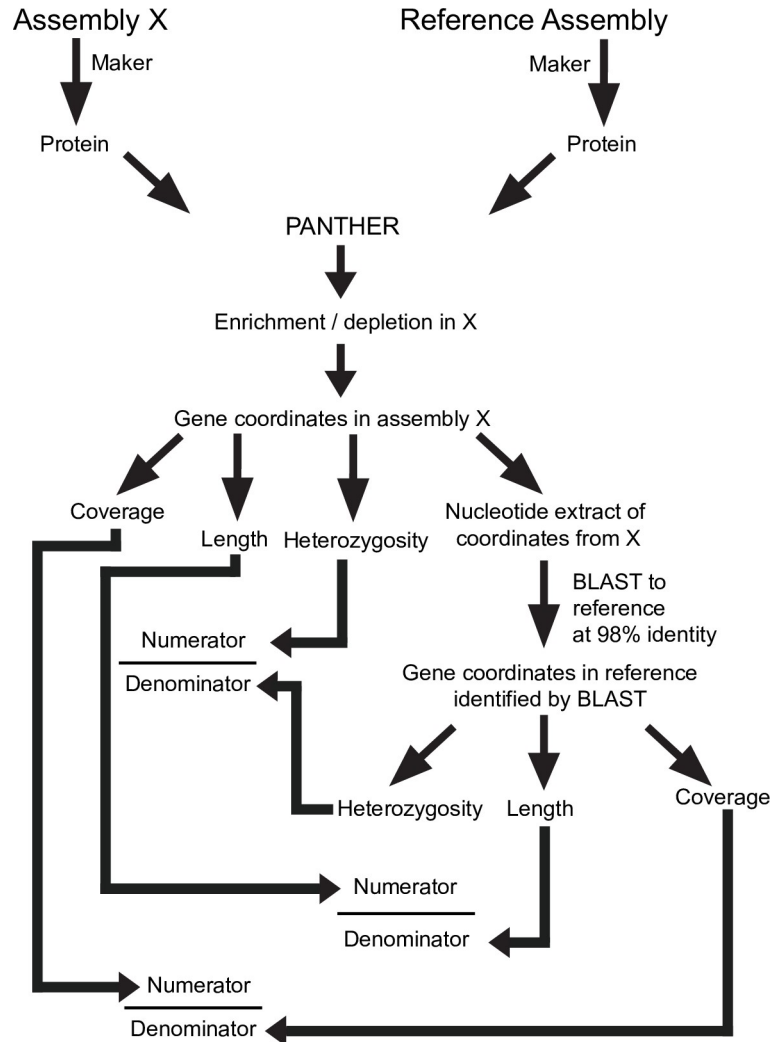 Assembly X
Reference Assembly
Maker
Maker
Protein
Protein
PANTHER
Enrichment / depletion in X
Gene coordinates in assembly X
Coverage
Length
Heterozygosity
Nucleotide extract of
coordinates from X
BLAST to
reference
at 98% identity
Numerator
Denominator
Gene coordinates in reference
identified by BLAST
Heterozygosity
Length
Coverage
Numerator
Denominator
Numerator
Denominator